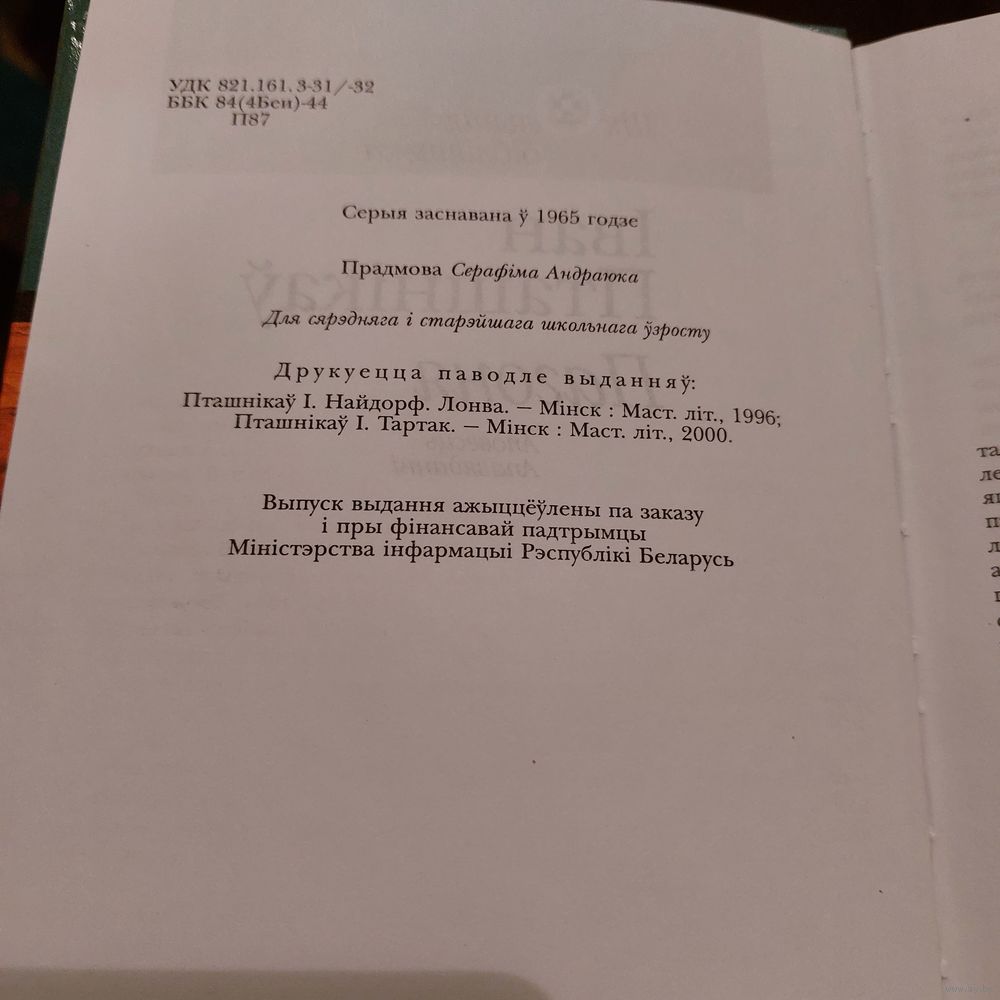 УДК 821.161.3-31/-32
ББК 84(4Беи)-44
П87
Серыя заснавана ў 1965 годзе
Прадмова Серафіма Андраюка
Для сярэдняга і старэйшага школьнага ўзросту
Друкуецца паводле выданняў:
Пташнікаў І. Найдорф. Лонва. — Мінск : Маст. літ., 1996;
Пташнікаў І. Тартак. — Мінск : Маст. літ., 2000.
Выпуск выдання ажыццёўлены па заказу
і пры фінансавай падтрымцы
Міністэрства інфармацыі Рэспублікі Беларусь